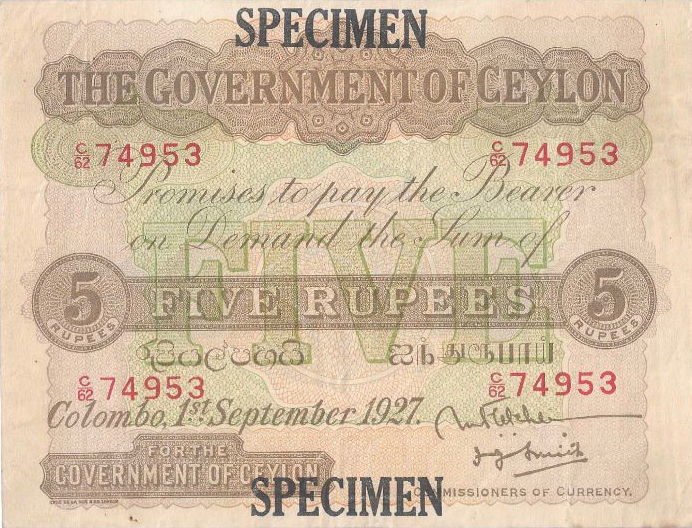 SPECIMEN
THE GOVERNMENT OF CEYLON
C/62 74953 C/62 74953
Promises to pay the Bearer
on Demand the Sum of
FIVE
5 RUPEES FIVE RUPEES 5 RUPEES
රුපියල්පහයි ஐந்துரூபாய்
C/62 74953 C/62 74953
Colombo, 1st September 1927.
FOR THE
GOVERNMENT OF CEYLON
COMMISSIONERS OF CURRENCY.
SPECIMEN